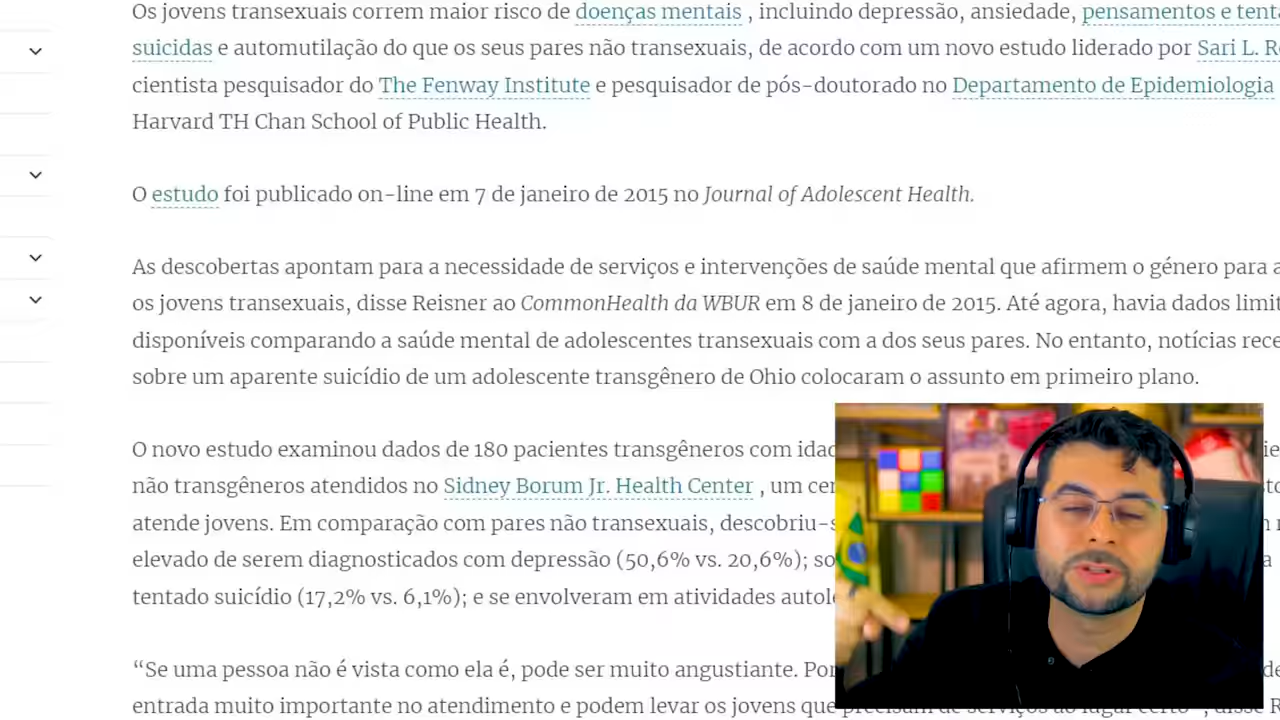 Os jovens transexuais correm maior risco de doenças mentais , incluindo depressão, ansiedade, pensamentos e
suicidas e automutilação do que os seus pares não transexuais, de acordo com um novo estudo liderado por Sari L.
cientista pesquisador do The Fenway Institute e pesquisador de pós-doutorado no Departamento de Epidemiologia
Harvard TH Chan School of Public Health.
O estudo foi publicado on-line em 7 de janeiro de 2015 no Journal of Adolescent Health.
As descobertas apontam para a necessidade de serviços e intervenções de saúde mental que afirmem o gênero para
os jovens transexuais, disse Reisner ao CommonHealth da WBUR em 8 de janeiro de 2015. Até agora, havia dados
disponíveis comparando a saúde mental de adolescentes transexuais com a dos seus pares. No entanto, notícias
sobre um aparente suicídio de um adolescente transgênero de Ohio colocaram o assunto em primeiro plano.
O novo estudo examinou dados de 180 pacientes transgêneros com
não transgêneros atendidos no Sidney Borum Jr. Health Center , um
atende jovens. Em comparação com pares não transexuais,
elevado de serem diagnosticados com depressão (50,6% vs. 20,6%);
tentado suicídio (17,2% vs. 6,1%); e se envolveram em atividades
“Se uma pessoa não é vista como ela é, pode ser muito angustiante.
entrada muito importante no atendimento e podem levar os jovens que precisam de serviços ao lugar certo” , disse